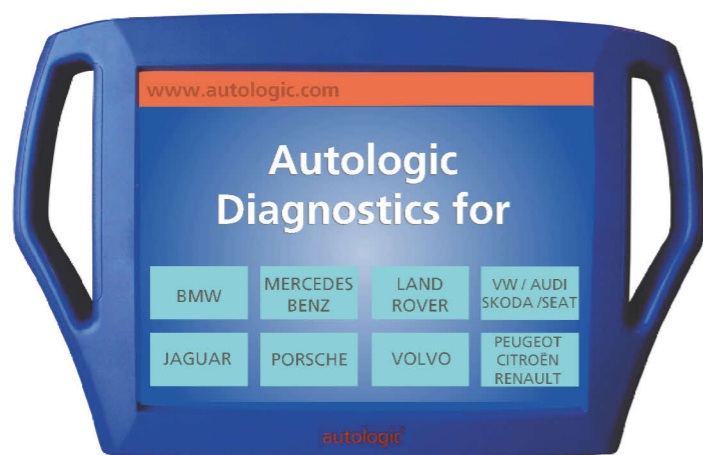 www.autologic.com
Autologic
Diagnostics for
BMW
MERCEDES
BENZ
LAND
ROVER
VW / AUDI
SKODA /SEAT
JAGUAR
PORSCHE
VOLVO
PEUGEOT
CITROËN
RENAULT
autologic